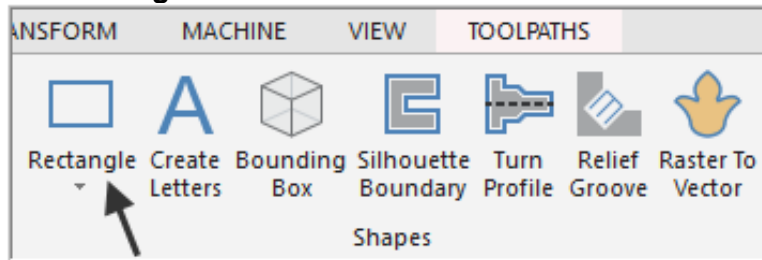 ANSFORM MACHINE VIEW TOOLPATHS
Rectangle Create Letters Bounding Box Silhouette Boundary Turn Profile Relief Groove Raster To Vector
Shapes